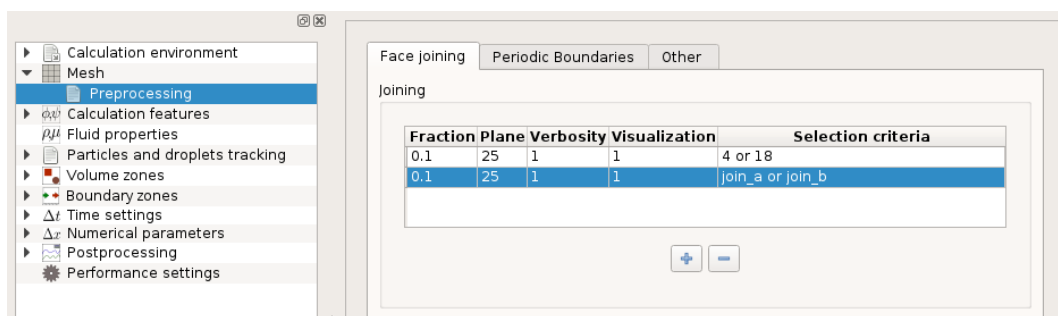 Calculation environment
Mesh
Preprocessing
φ,ψ Calculation features
ρ,μ Fluid properties
Particles and droplets tracking
Volume zones
Boundary zones
Δt Time settings
Δx Numerical parameters
Postprocessing
Performance settings
Face joining Periodic Boundaries Other
Joining
Fraction Plane Verbosity Visualization Selection criteria
0.1 25 1 1 4 or 18
0.1 25 1 1 join_a or join_b